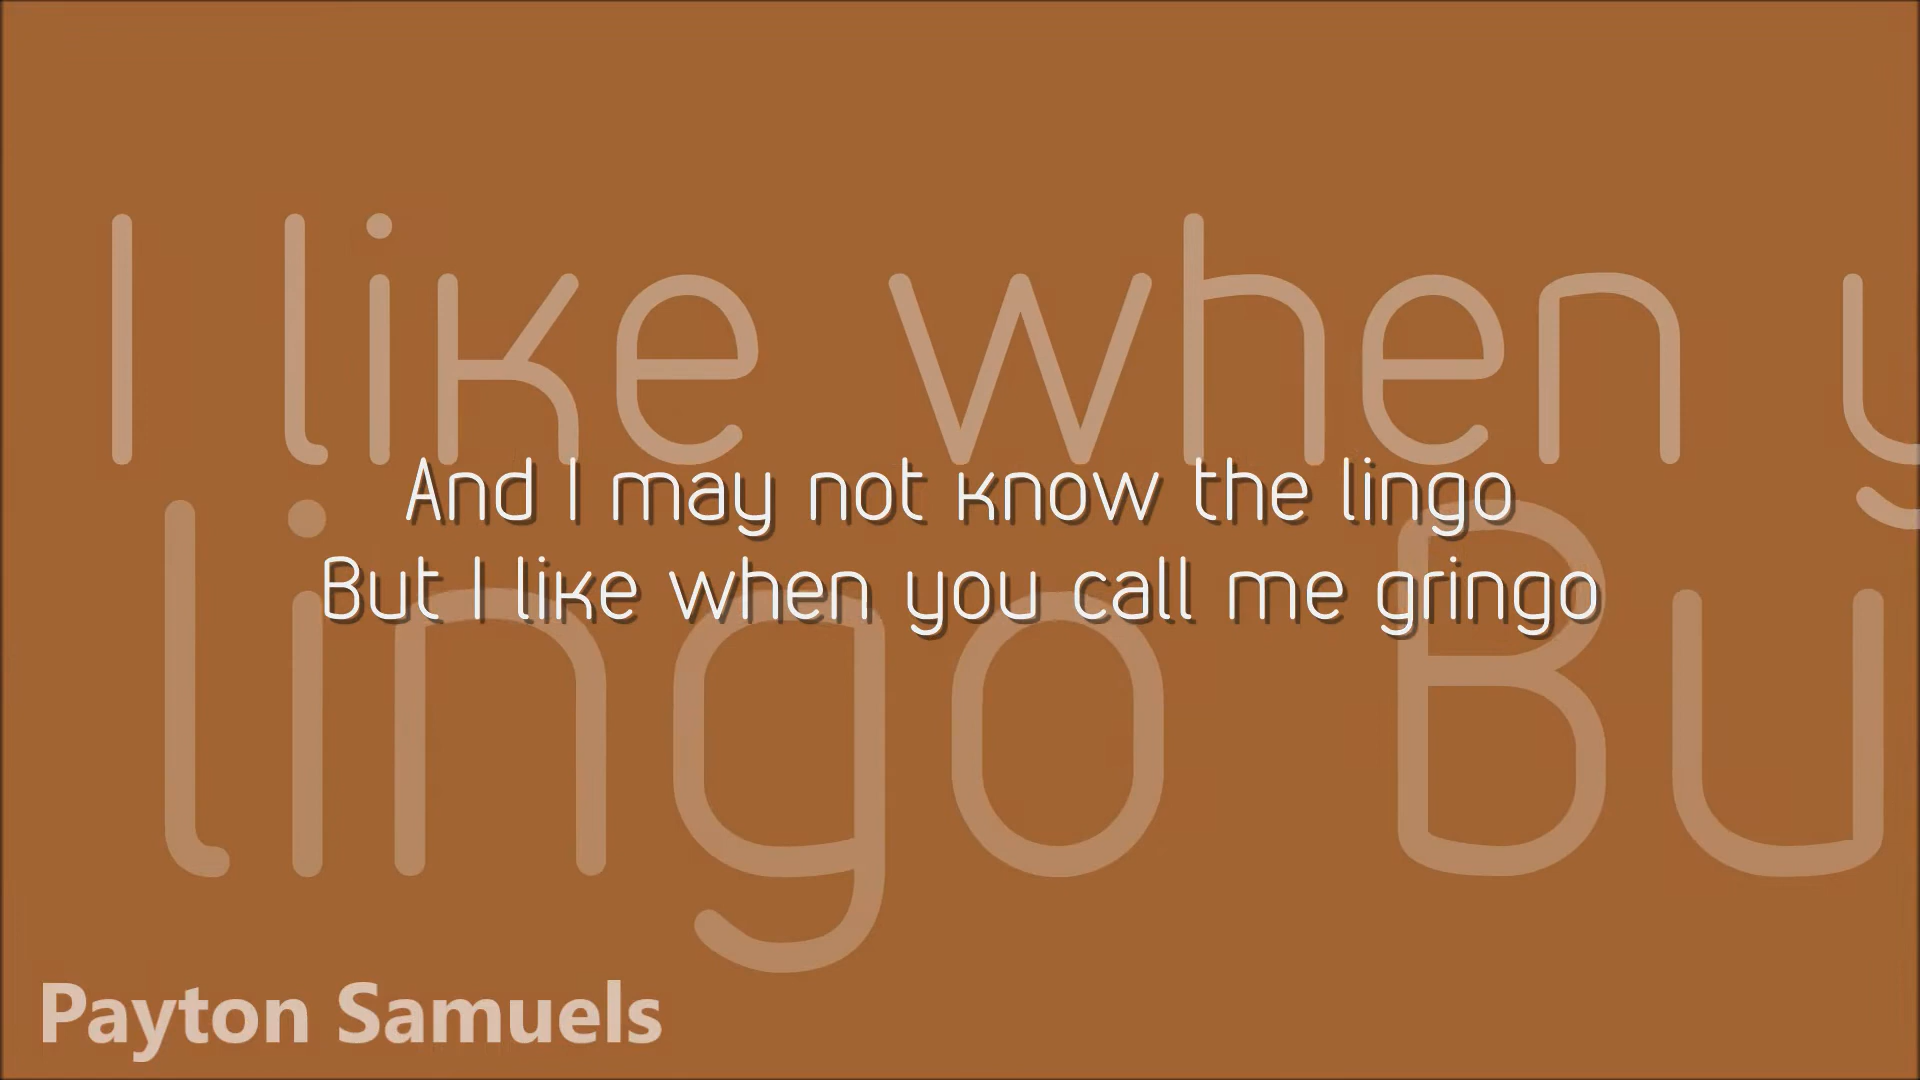 I like when y
And I may not know the lingo
But I like when you call me gringo
lingo Bu
Payton Samuels